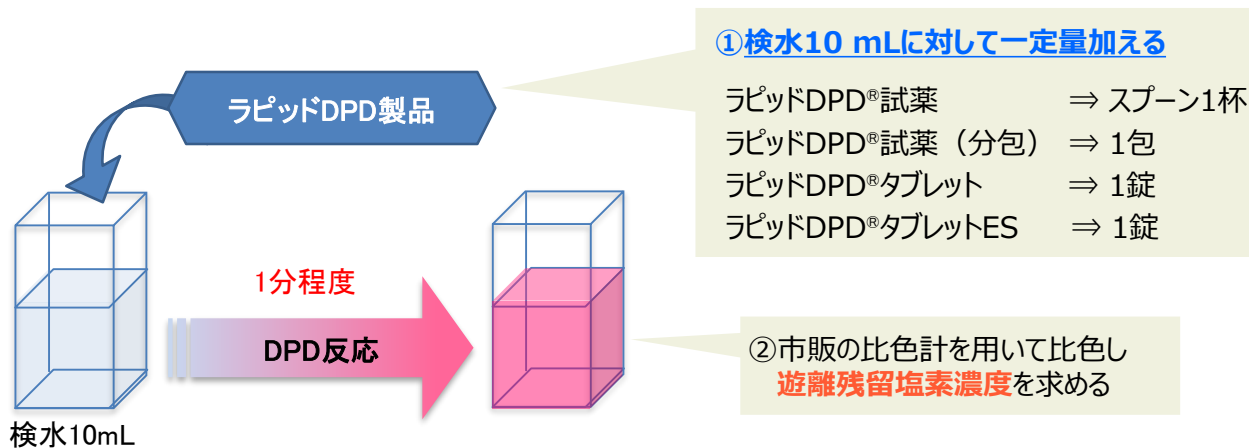 ①検水10 mLに対して一定量加える
ラピッドDPD製品
ラピッドDPD®試薬 ⇒ スプーン1杯
ラピッドDPD®試薬（分包） ⇒ 1包
ラピッドDPD®タブレット ⇒ 1錠
ラピッドDPD®タブレットES ⇒ 1錠
1分程度
DPD反応
②市販の比色計を用いて比色し
遊離残留塩素濃度を求める
検水10mL